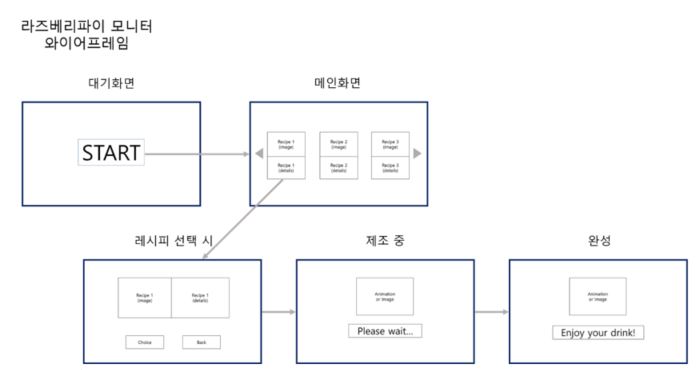 라즈베리파이 모니터
와이어프레임
대기화면
메인화면
START
Recipe 1
(image)
Recipe 2
(image)
Recipe 3
(image)
Recipe 1
(details)
Recipe 2
(details)
Recipe 3
(details)
레시피 선택 시
제조 중
완성
Recipe 1
(image)
Recipe 1
(details)
Choice
Back
Animation
or Image
Please wait...
Animation
or Image
Enjoy your drink!